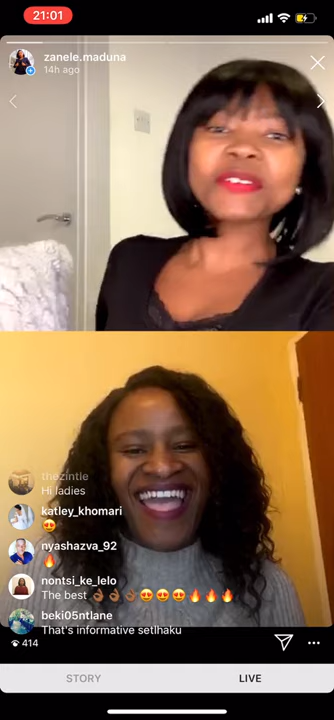 21:01
zanele.maduna
14h ago
thezintle
Hi ladies
katley_khomari
😍
nyashazva_92
🔥
nontsi_ke_lelo
The best 👌🏾👌🏾👌🏾😍😍😍🔥🔥🔥
beki05ntlane
That's informative setlhaku
414
STORY
LIVE